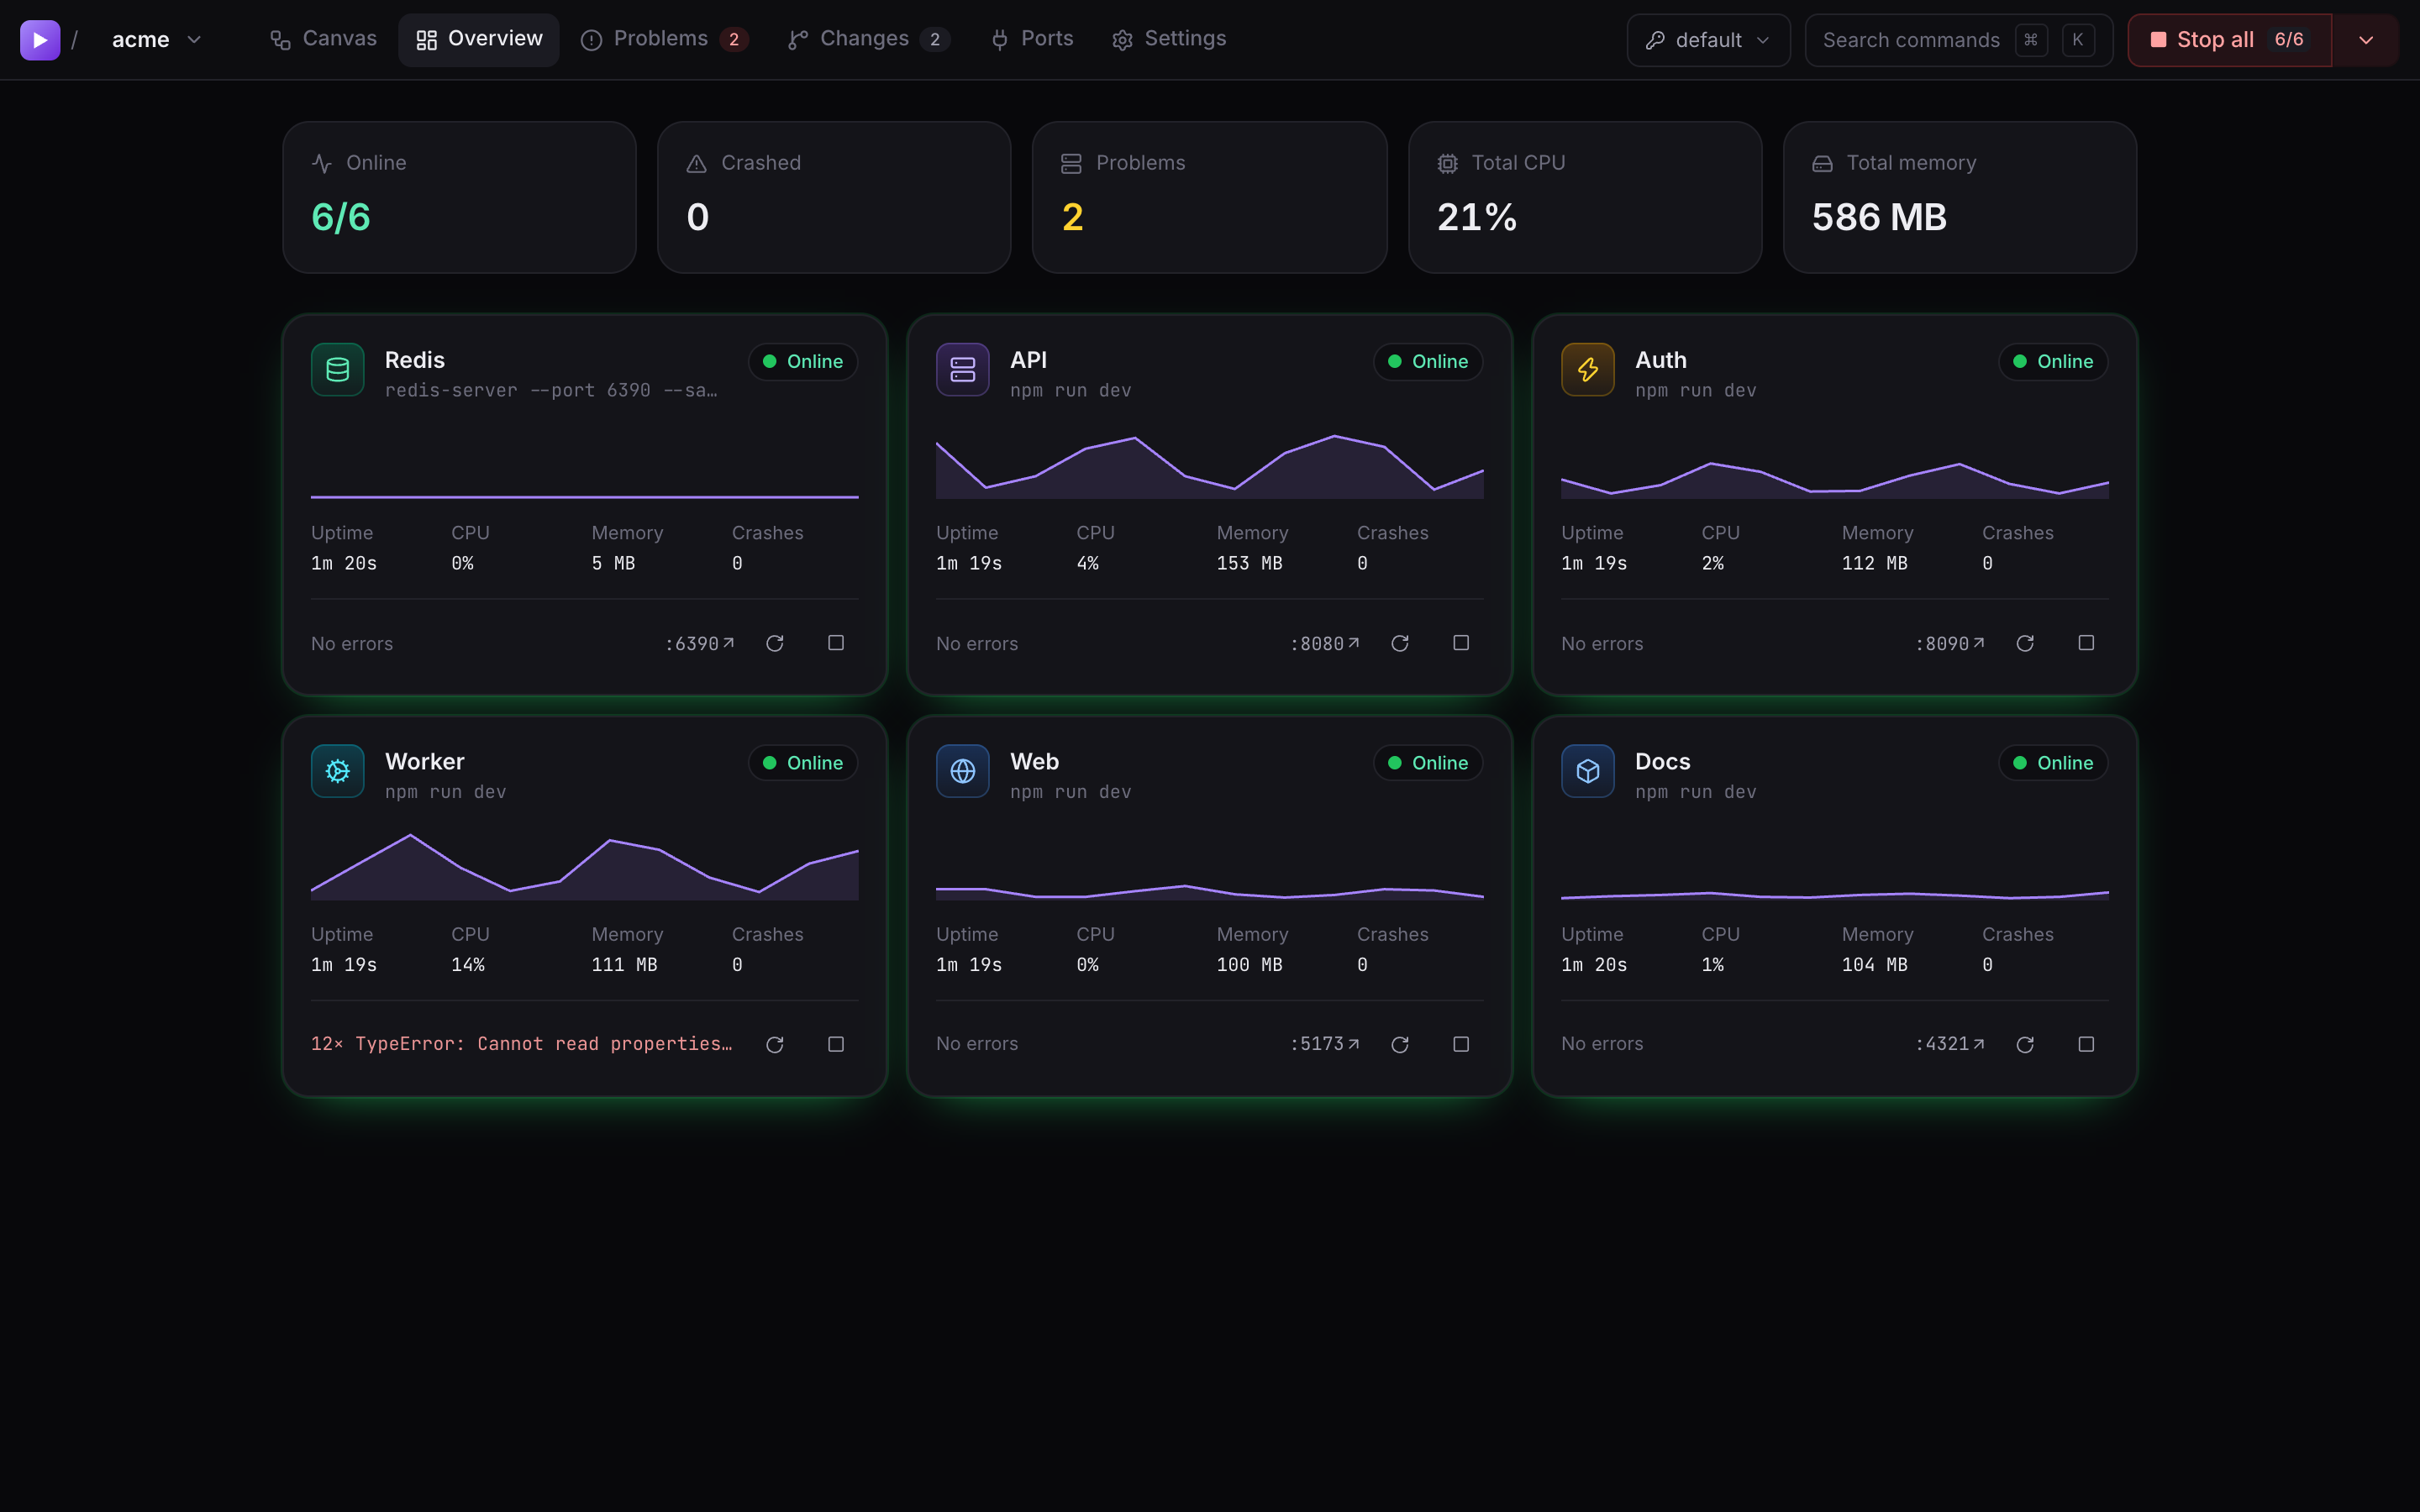 / acme Canvas Overview Problems 2 Changes 2 Ports Settings default Search commands ⌘ K Stop all 6/6
Online Crashed Problems Total CPU Total memory
6/6 0 2 21% 586 MB
Redis Online
redis-server --port 6390 --sa…
Uptime CPU Memory Crashes
1m 20s 0% 5 MB 0
No errors :6390
API Online
npm run dev
Uptime CPU Memory Crashes
1m 19s 4% 153 MB 0
No errors :8080
Auth Online
npm run dev
Uptime CPU Memory Crashes
1m 19s 2% 112 MB 0
No errors :8090
Worker Online
npm run dev
Uptime CPU Memory Crashes
1m 19s 14% 111 MB 0
12× TypeError: Cannot read properties…
Web Online
npm run dev
Uptime CPU Memory Crashes
1m 19s 0% 100 MB 0
No errors :5173
Docs Online
npm run dev
Uptime CPU Memory Crashes
1m 20s 1% 104 MB 0
No errors :4321